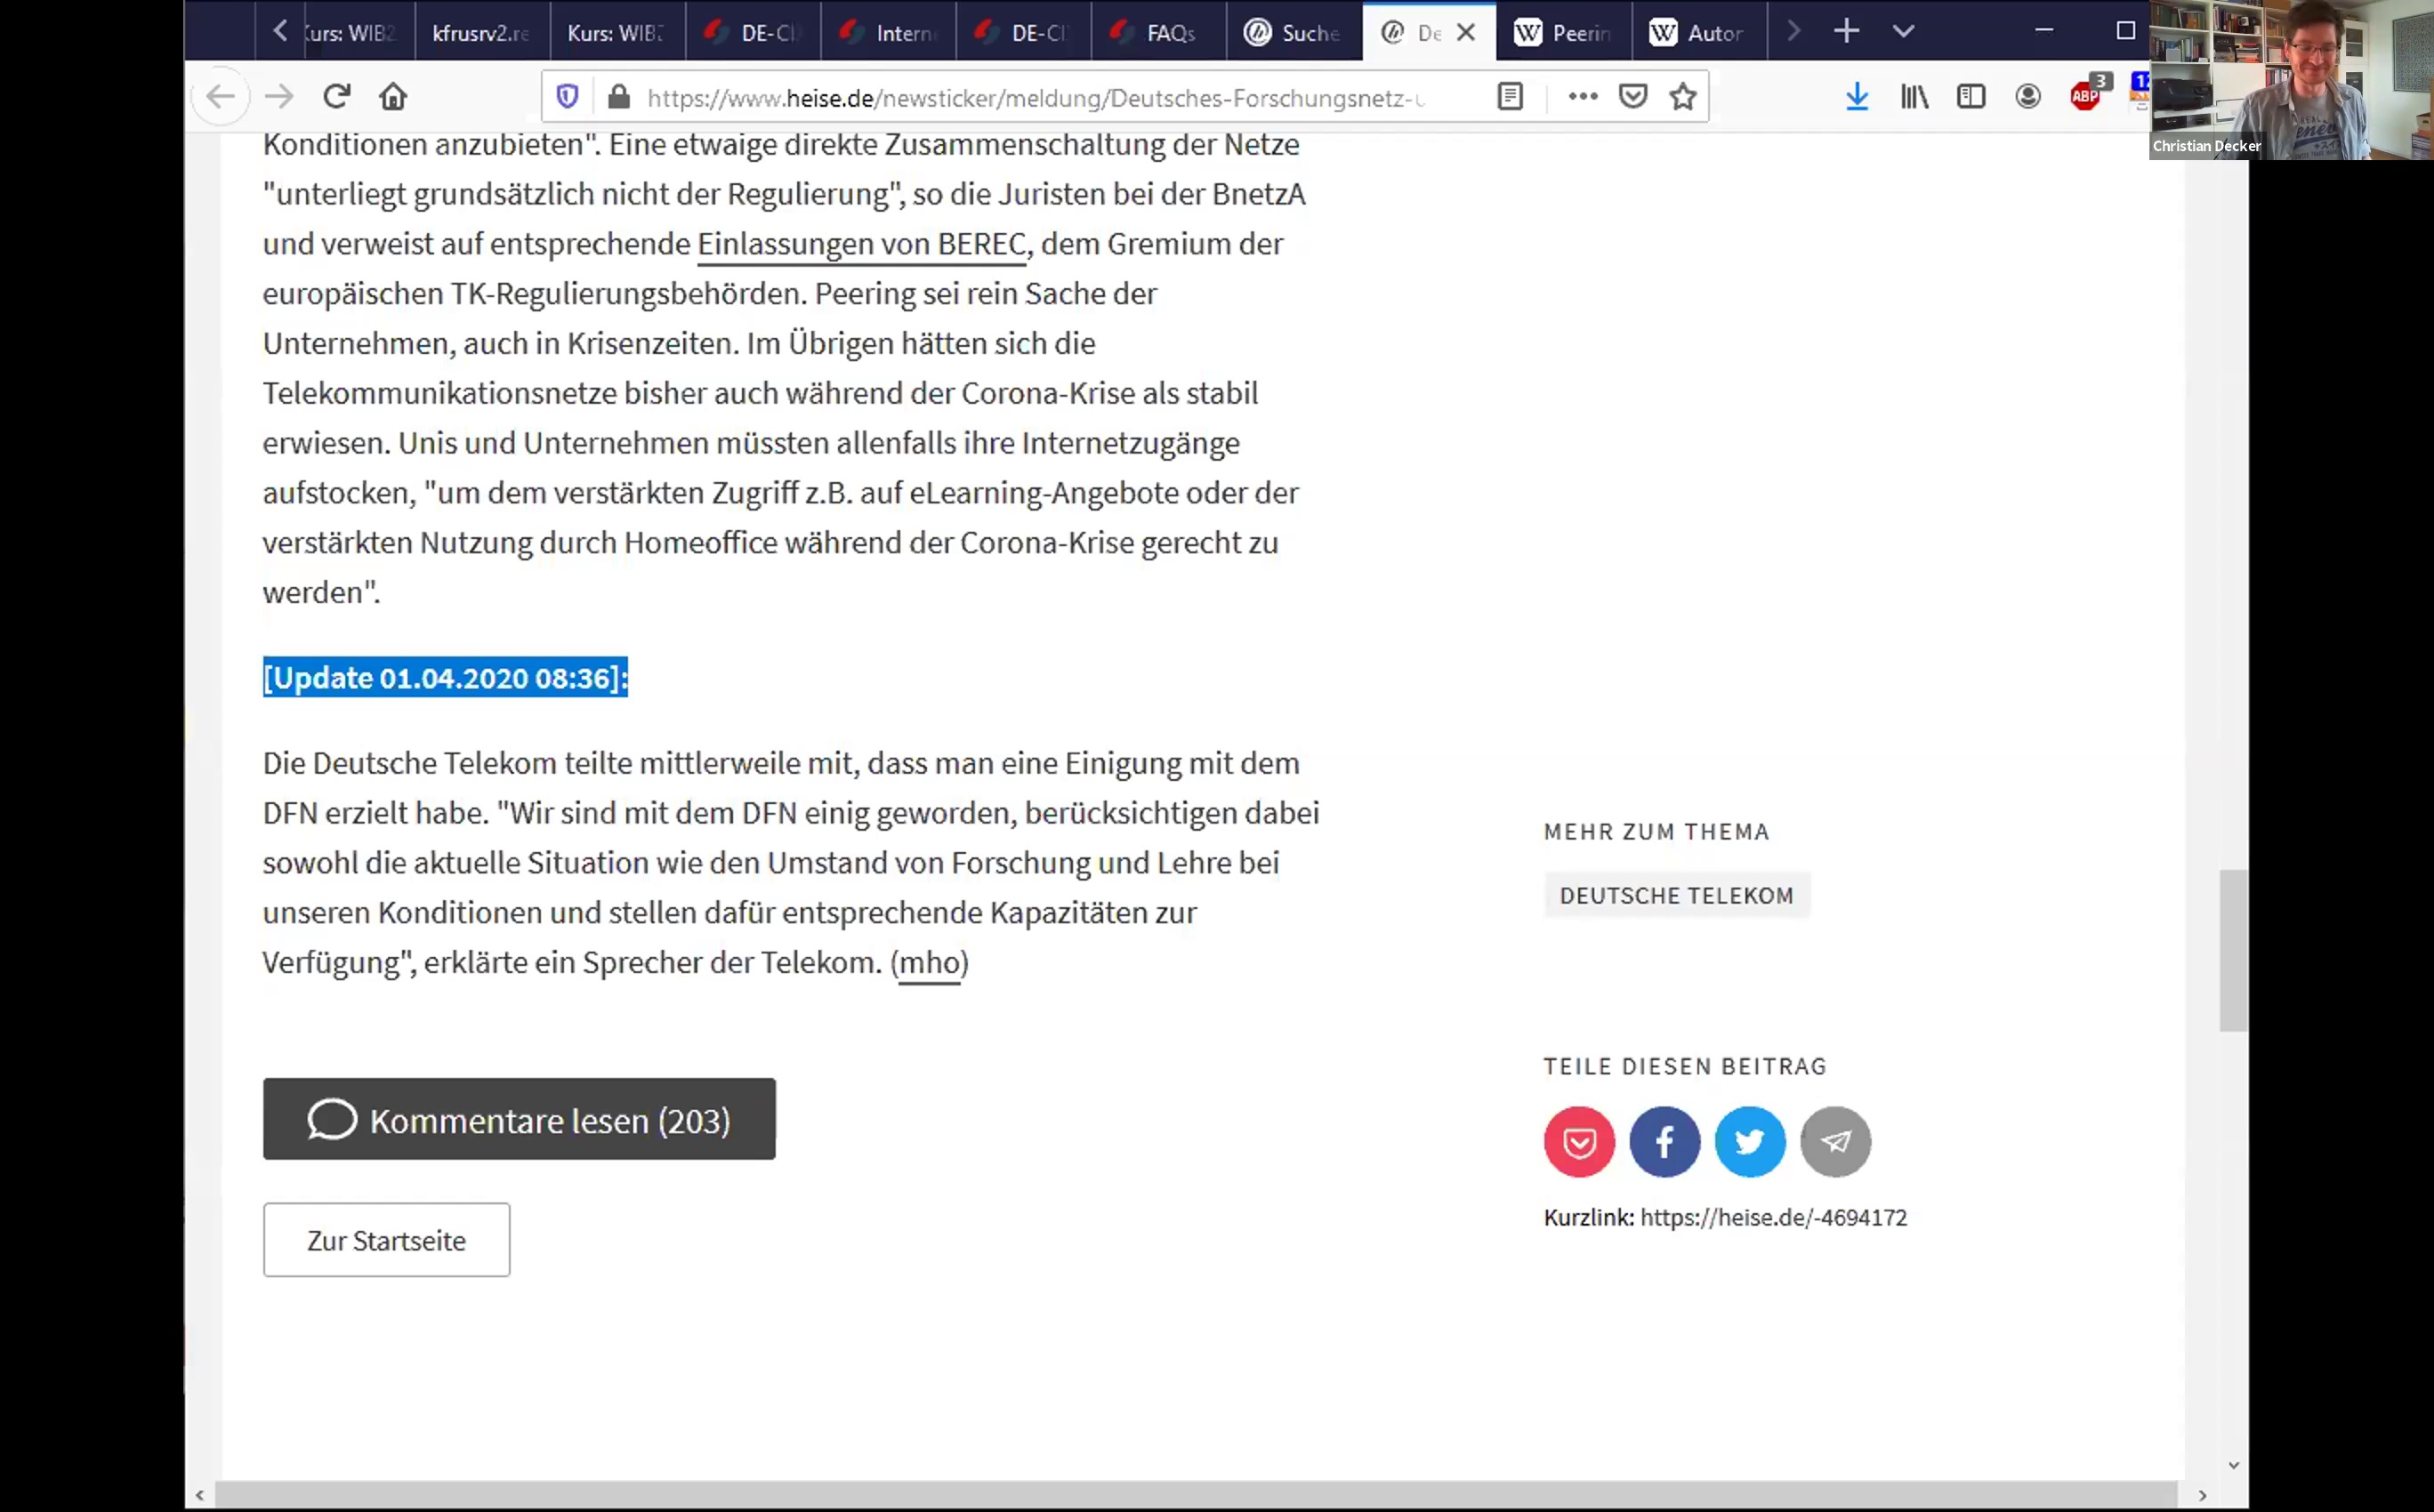 Kurs: WIB2
kfrusrv2.re
Kurs: WIB2
DE-CI
Intern
DE-CI
FAQs
Suche
De
W Peerin
W Autor
https://www.heise.de/newsticker/meldung/Deutsches-Forschungsnetz-u
ABP
3
12
Christian Decker
Konditionen anzubieten". Eine etwaige direkte Zusammenschaltung der Netze
"unterliegt grundsätzlich nicht der Regulierung", so die Juristen bei der BnetzA
und verweist auf entsprechende Einlassungen von BEREC, dem Gremium der
europäischen TK-Regulierungsbehörden. Peering sei rein Sache der
Unternehmen, auch in Krisenzeiten. Im Übrigen hätten sich die
Telekommunikationsnetze bisher auch während der Corona-Krise als stabil
erwiesen. Unis und Unternehmen müssten allenfalls ihre Internetzugänge
aufstocken, "um dem verstärkten Zugriff z.B. auf eLearning-Angebote oder der
verstärkten Nutzung durch Homeoffice während der Corona-Krise gerecht zu
werden".
[Update 01.04.2020 08:36]:
Die Deutsche Telekom teilte mittlerweile mit, dass man eine Einigung mit dem
DFN erzielt habe. "Wir sind mit dem DFN einig geworden, berücksichtigen dabei
sowohl die aktuelle Situation wie den Umstand von Forschung und Lehre bei
unseren Konditionen und stellen dafür entsprechende Kapazitäten zur
Verfügung", erklärte ein Sprecher der Telekom. (mho)
MEHR ZUM THEMA
DEUTSCHE TELEKOM
TEILE DIESEN BEITRAG
Kurzlink: https://heise.de/-4694172
Kommentare lesen (203)
Zur Startseite